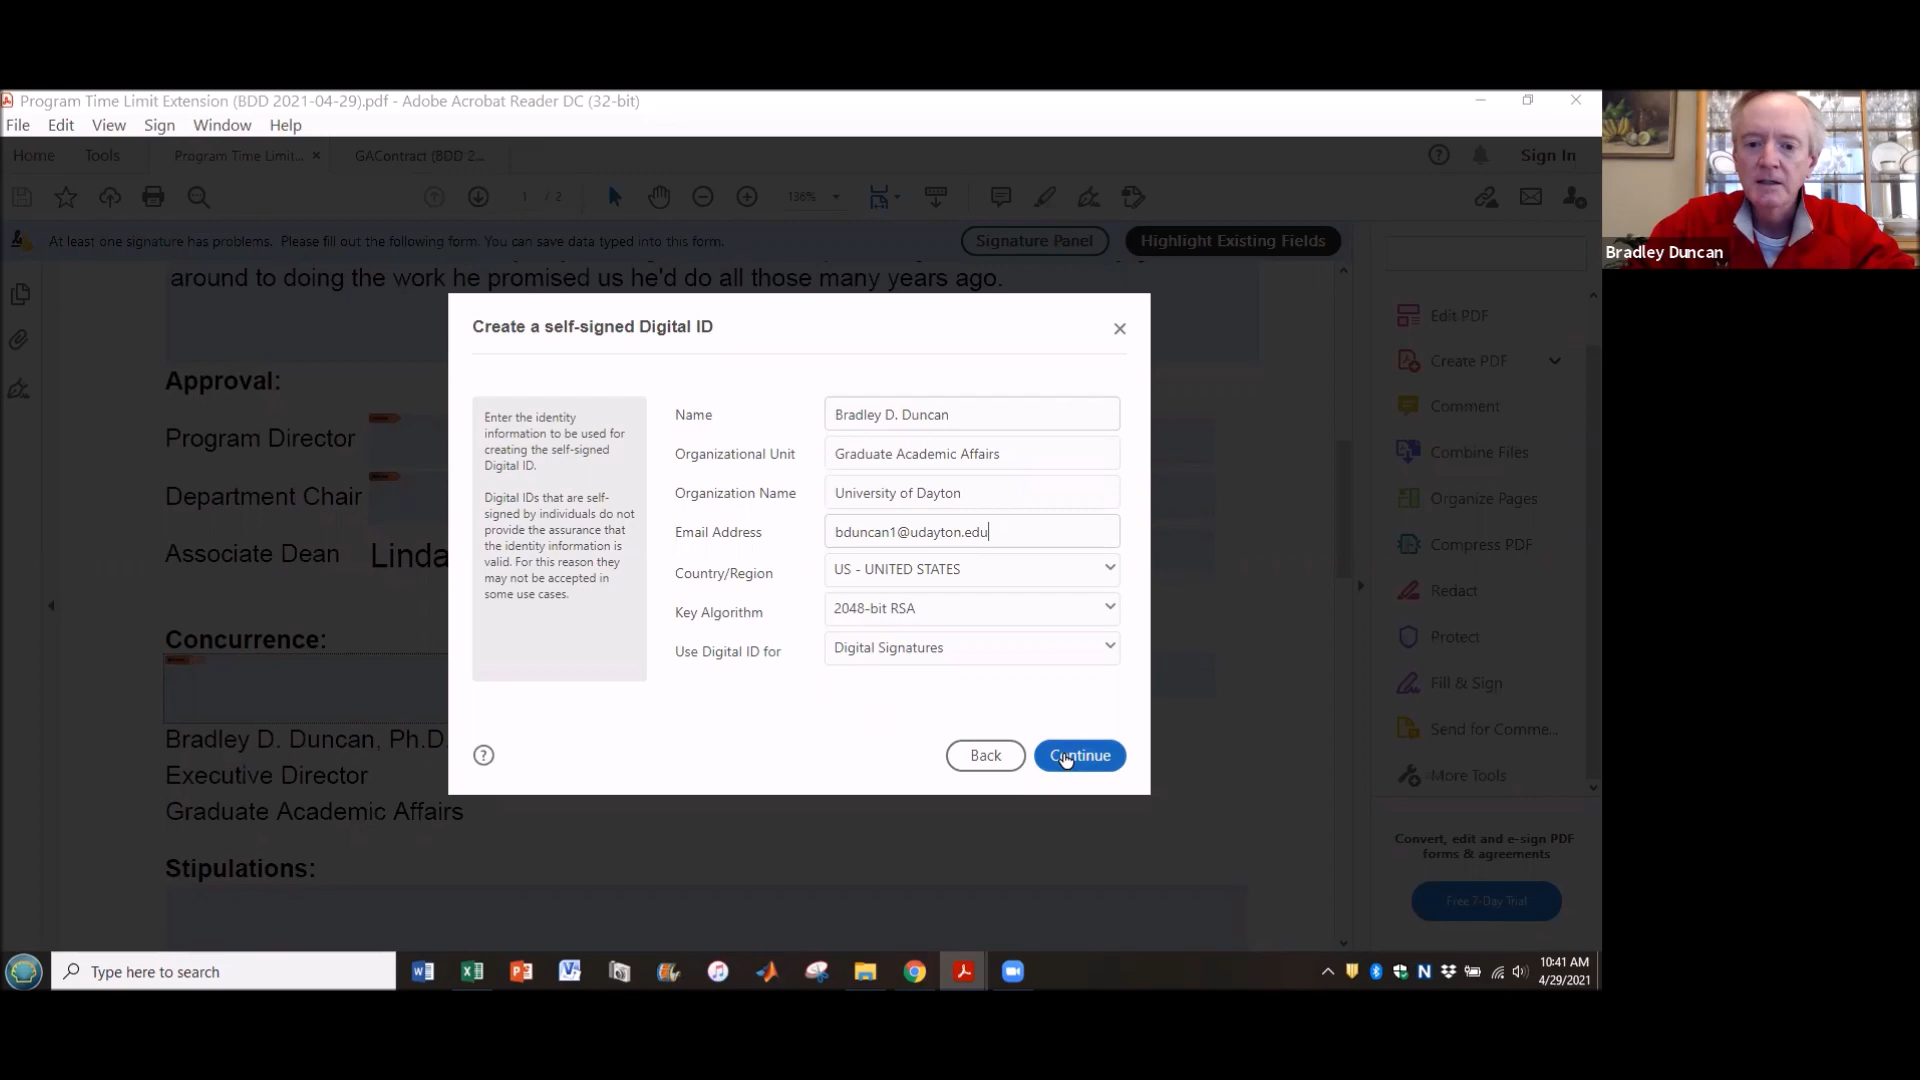 Program Time Limit Extension (BDD 2021-04-29).pdf - Adobe Acrobat Reader DC (32-bit)
File Edit View Sign Window Help
Home Tools Program Time Limit... × GAContract (BDD 2... Sign In
1 / 2 136%
At least one signature has problems. Please fill out the following form. You can save data typed into this form. Signature Panel Highlight Existing Fields
around to doing the work he promised us he'd do all those many years ago.
Approval:
Program Director
Department Chair
Associate Dean Linda
Concurrence:
Bradley D. Duncan, Ph.D.
Executive Director
Graduate Academic Affairs
Stipulations:
Create a self-signed Digital ID
Enter the identity
information to be used for
creating the self-signed
Digital ID.
Digital IDs that are self-
signed by individuals do not
provide the assurance that
the identity information is
valid. For this reason they
may not be accepted in
some use cases.
Name Bradley D. Duncan
Organizational Unit Graduate Academic Affairs
Organization Name University of Dayton
Email Address bduncan1@udayton.edu
Country/Region US - UNITED STATES
Key Algorithm 2048-bit RSA
Use Digital ID for Digital Signatures
Back Continue
Edit PDF
Create PDF
Comment
Combine Files
Organize Pages
Compress PDF
Redact
Protect
Fill & Sign
Send for Comme...
More Tools
Convert, edit and e-sign PDF
forms & agreements
Free 7-Day Trial
Bradley Duncan
Type here to search
10:41 AM
4/29/2021